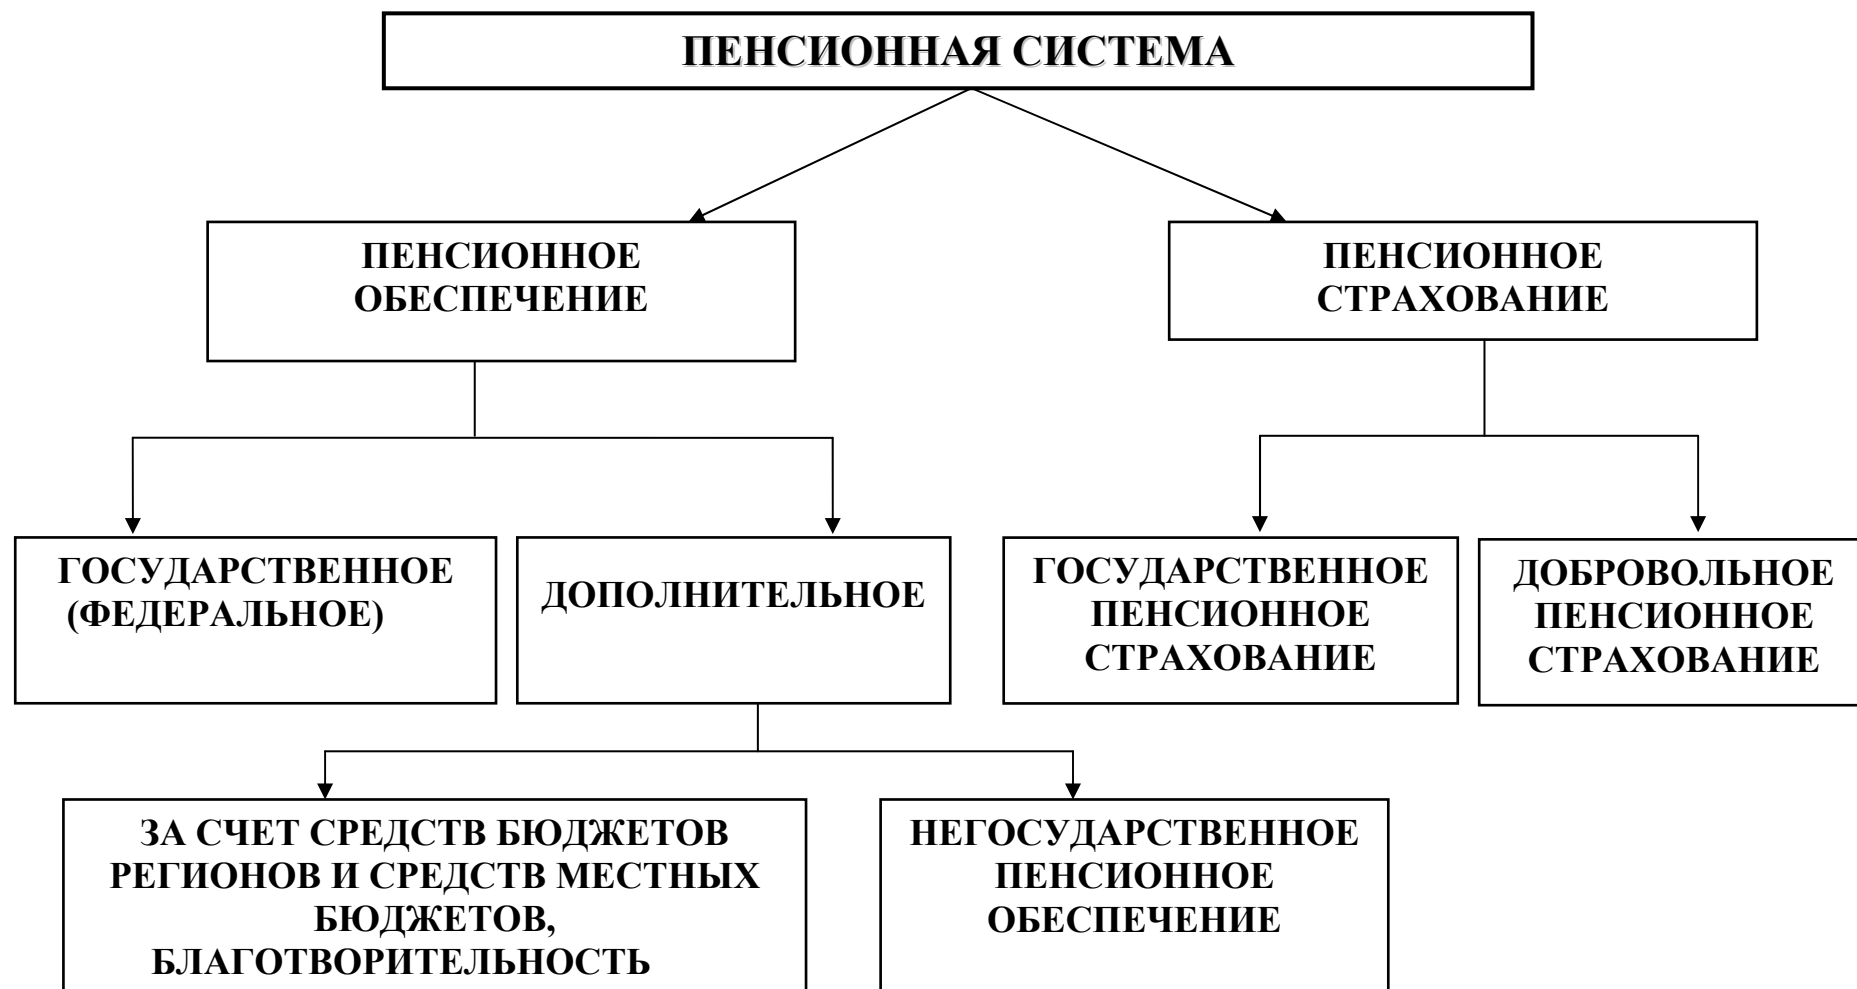 ПЕНСИОННАЯ СИСТЕМА
ПЕНСИОННОЕ
ОБЕСПЕЧЕНИЕ
ПЕНСИОННОЕ
СТРАХОВАНИЕ
ГОСУДАРСТВЕННОЕ
(ФЕДЕРАЛЬНОЕ)
ДОПОЛНИТЕЛЬНОЕ
ГОСУДАРСТВЕННОЕ
ПЕНСИОННОЕ
СТРАХОВАНИЕ
ДОБРОВОЛЬНОЕ
ПЕНСИОННОЕ
СТРАХОВАНИЕ
ЗА СЧЕТ СРЕДСТВ БЮДЖЕТОВ
РЕГИОНОВ И СРЕДСТВ МЕСТНЫХ
БЮДЖЕТОВ,
БЛАГОТВОРИТЕЛЬНОСТЬ
НЕГОСУДАРСТВЕННОЕ
ПЕНСИОННОЕ
ОБЕСПЕЧЕНИЕ